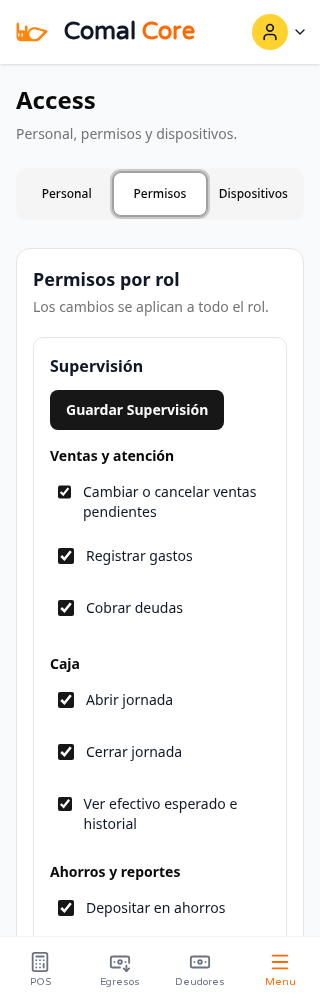 Comal Core
Access
Personal, permisos y dispositivos.
Personal
Permisos
Dispositivos
Permisos por rol
Los cambios se aplican a todo el rol.
Supervisión
Guardar Supervisión
Ventas y atención
Cambiar o cancelar ventas
pendientes
Registrar gastos
Cobrar deudas
Caja
Abrir jornada
Cerrar jornada
Ver efectivo esperado e
historial
Ahorros y reportes
Depositar en ahorros
POS
Egresos
Deudores
Menu